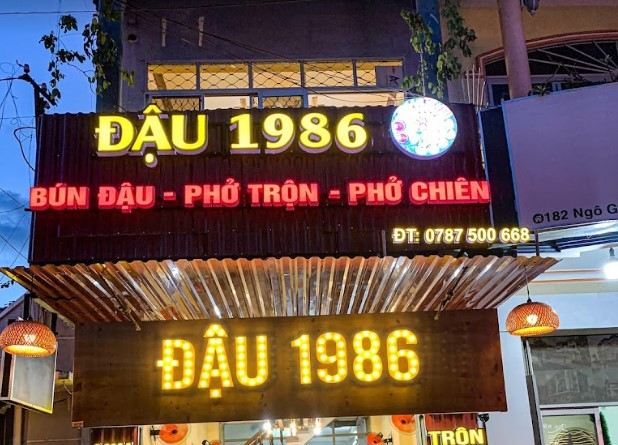 ĐẬU 1986
BÚN ĐẬU - PHỞ TRỘN - PHỞ CHIÊN
ĐT: 0787 500 668
182 Ngô G
ĐẬU 1986
TRỘN